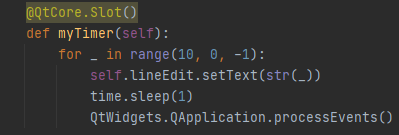 @QtCore.Slot()
def myTimer(self):
    for _ in range(10, 0, -1):
        self.lineEdit.setText(str(_))
        time.sleep(1)
        QtWidgets.QApplication.processEvents()